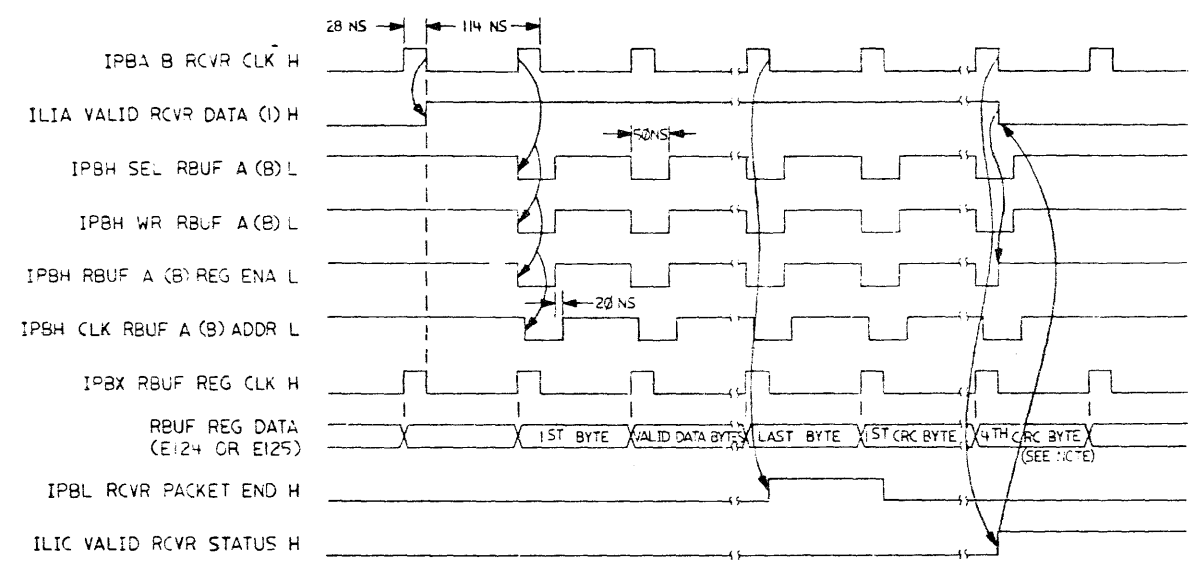 28 NS 114 NS
IPBA B RCVR CLK H
ILIA VALID RCVR DATA (1) H
50NS
IPBH SEL RBUF A (B) L
IPBH WR RBUF A (B) L
IPBH RBUF A (B) REG ENA L
20 NS
IPBH CLK RBUF A (B) ADDR L
IPBX RBUF REG CLK H
RBUF REG DATA
(E124 OR E125)
1ST BYTE VALID DATA BYTES LAST BYTE 1ST CRC BYTE 4TH CRC BYTE
(SEE NOTE)
IPBL RCVR PACKET END H
ILIC VALID RCVR STATUS H